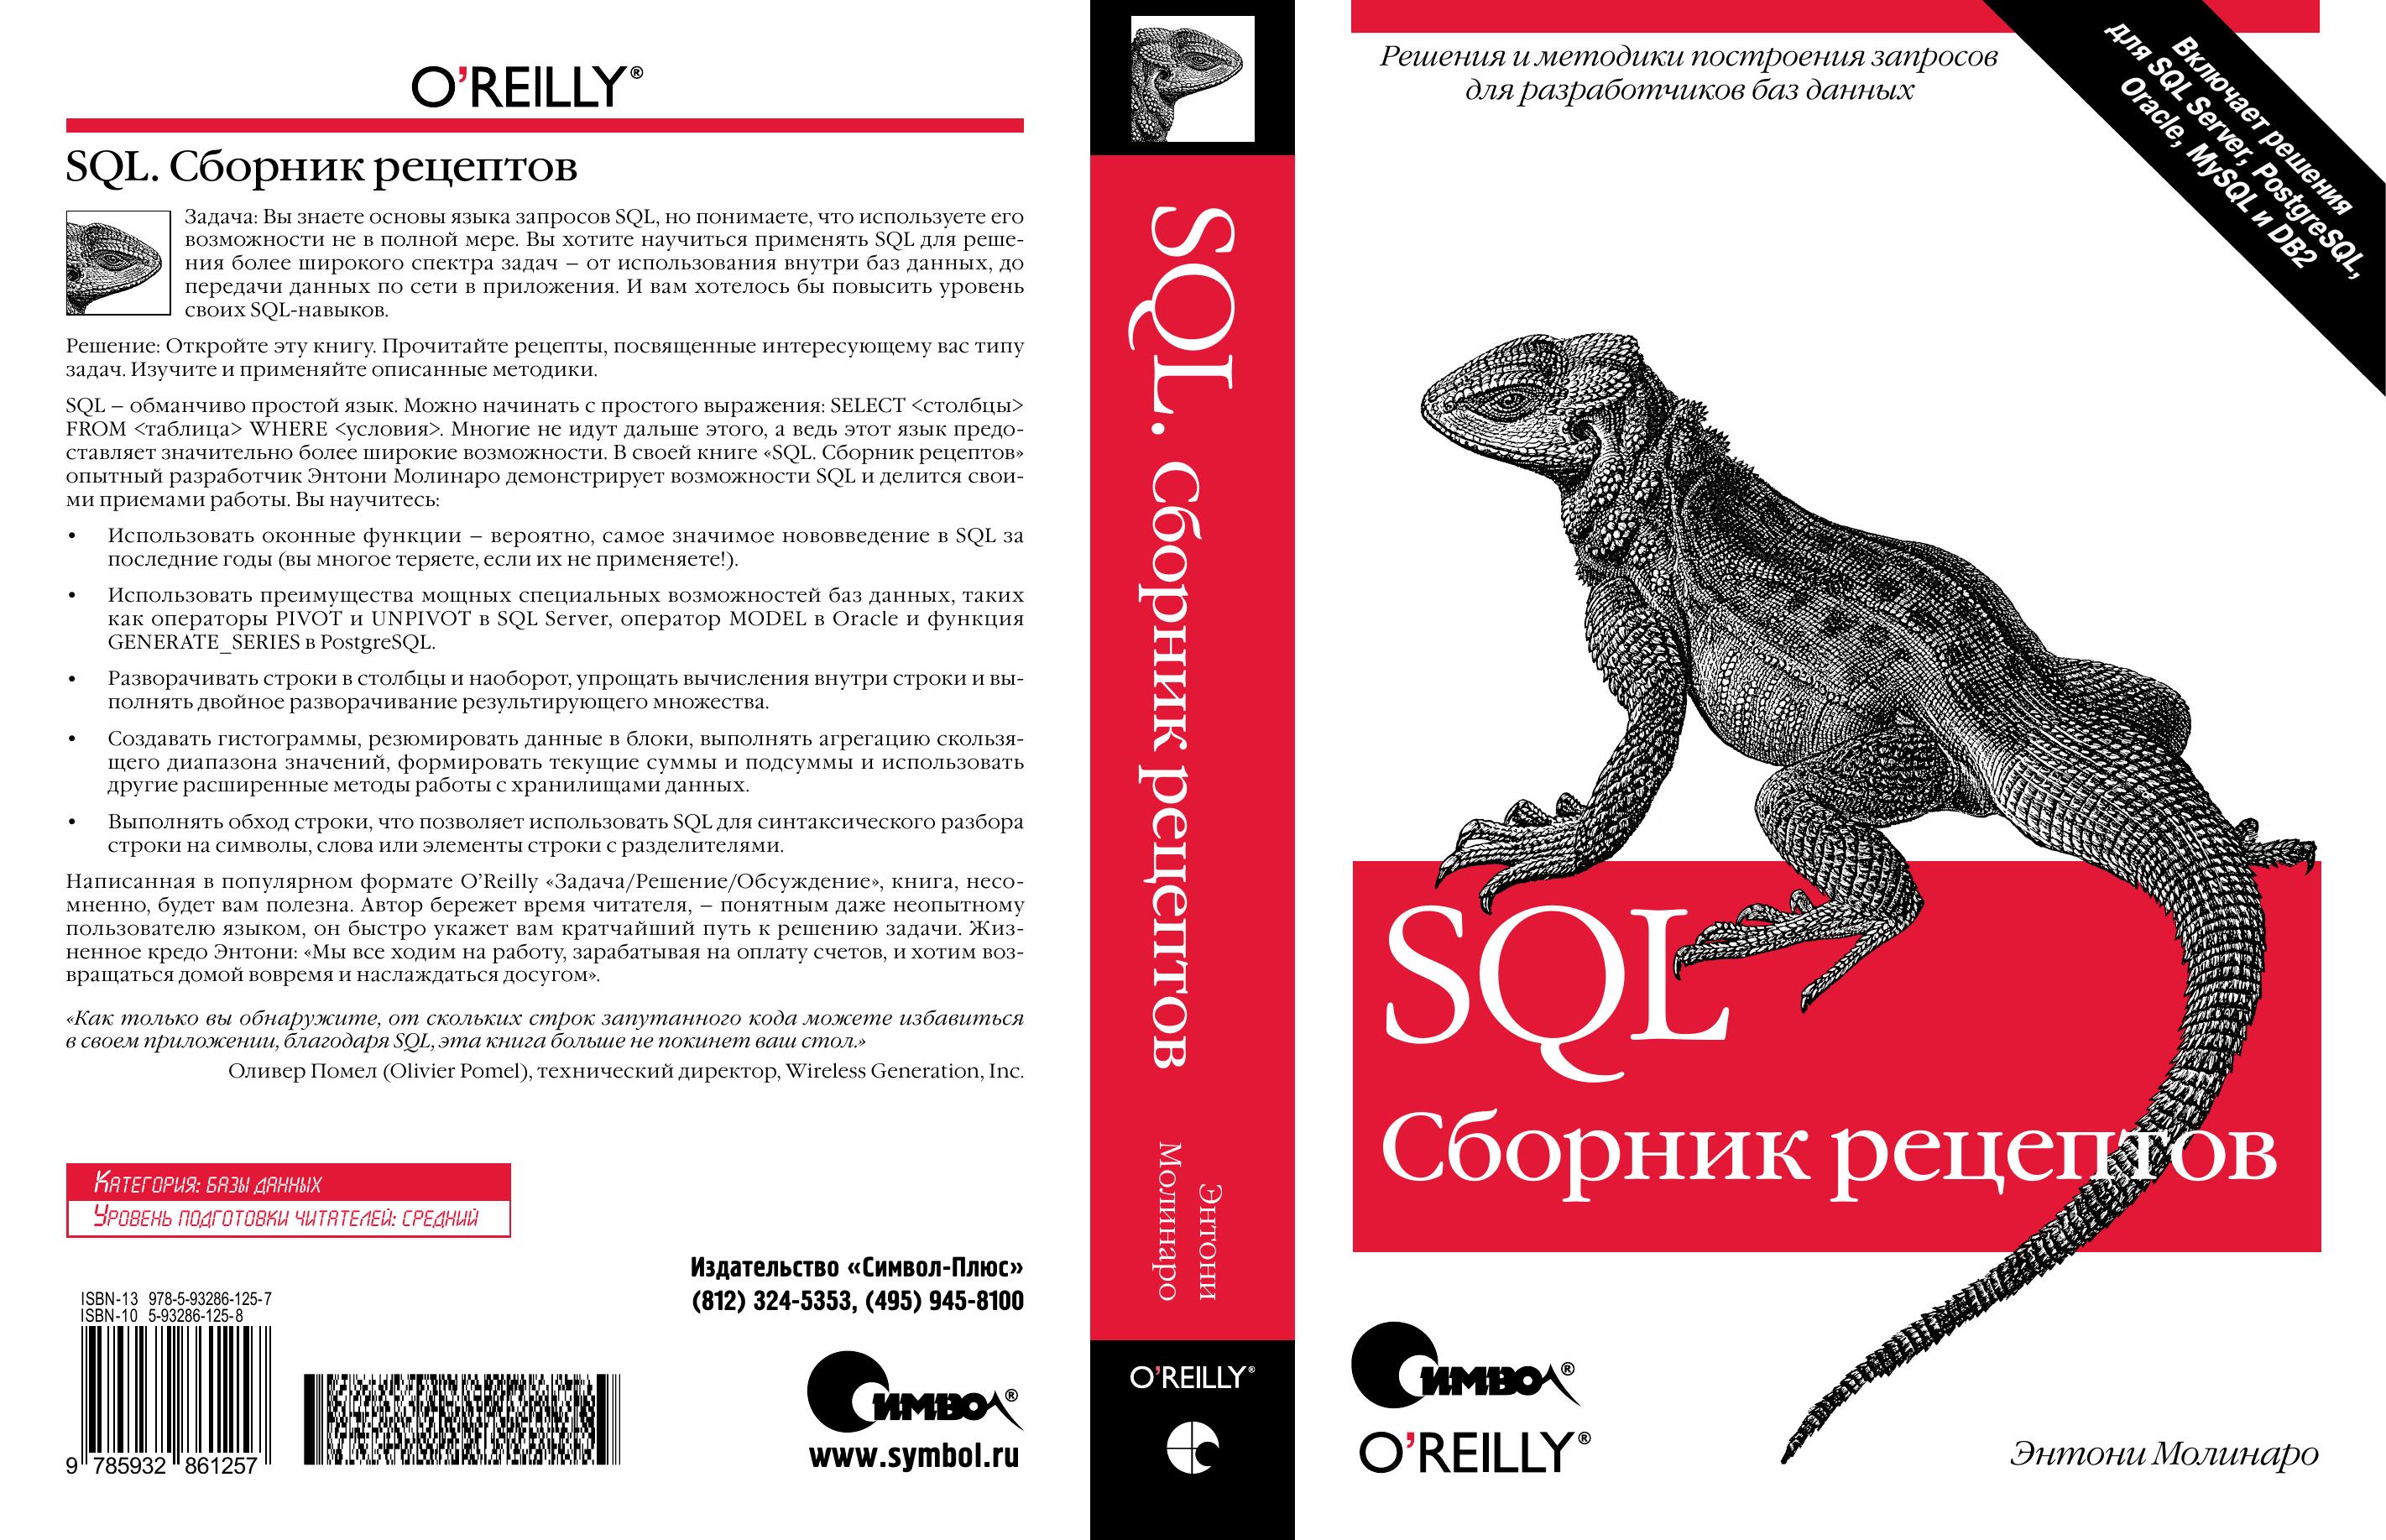 O'REILLY®
SQL. Сборник рецептов
Задача: Вы знаете основы языка запросов SQL, но понимаете, что используете его
возможности не в полной мере. Вы хотите научиться применять SQL для реше-
ния более широкого спектра задач – от использования внутри баз данных, до
передачи данных по сети в приложения. И вам хотелось бы повысить уровень
своих SQL-навыков.
Решение: Откройте эту книгу. Прочитайте рецепты, посвященные интересующему вас типу
задач. Изучите и применяйте описанные методики.
SQL – обманчиво простой язык. Можно начинать с простого выражения: SELECT <столбцы>
FROM <таблица> WHERE <условия>. Многие не идут дальше этого, а ведь этот язык предо-
ставляет значительно более широкие возможности. В своей книге «SQL. Сборник рецептов»
опытный разработчик Энтони Молинаро демонстрирует возможности SQL и делится свои-
ми приемами работы. Вы научитесь:
• Использовать оконные функции – вероятно, самое значимое нововведение в SQL за
последние годы (вы многое теряете, если их не применяете!).
• Использовать преимущества мощных специальных возможностей баз данных, таких
как операторы PIVOT и UNPIVOT в SQL Server, оператор MODEL в Oracle и функция
GENERATE_SERIES в PostgreSQL.
• Разворачивать строки в столбцы и наоборот, упрощать вычисления внутри строки и вы-
полнять двойное разворачивание результирующего множества.
• Создавать гистограммы, резюмировать данные в блоки, выполнять агрегацию скользя-
щего диапазона значений, формировать текущие суммы и подсуммы и использовать
другие расширенные методы работы с хранилищами данных.
• Выполнять обход строки, что позволяет использовать SQL для синтаксического разбора
строки на символы, слова или элементы строки с разделителями.
Написанная в популярном формате O'Reilly «Задача/Решение/Обсуждение», книга, несо-
мненно, будет вам полезна. Автор бережет время читателя, – понятным даже неопытному
пользователю языком, он быстро укажет вам кратчайший путь к решению задачи. Жиз-
ненное кредо Энтони: «Мы все ходим на работу, зарабатывая на оплату счетов, и хотим воз-
вращаться домой вовремя и наслаждаться досугом».
«Как только вы обнаружите, от скольких строк запутанного кода можете избавиться
в своем приложении, благодаря SQL, эта книга больше не покинет ваш стол.»
Оливер Помел (Olivier Pomel), технический директор, Wireless Generation, Inc.
Категория: базы данных
Уровень подготовки читателей: средний
Издательство «Символ-Плюс»
(812) 324-5353, (495) 945-8100
ISBN-13 978-5-93286-125-7
ISBN-10 5-93286-125-8
9 785932 861257
Символ®
www.symbol.ru
SQL. Сборник рецептов
Энтони
Молинаро
O'REILLY®
Решения и методики построения запросов
для разработчиков баз данных
Включает решения
для SQL Server, PostgreSQL,
Oracle, MySQL и DB2
SQL
Сборник рецептов
Символ®
O'REILLY®
Энтони Молинаро